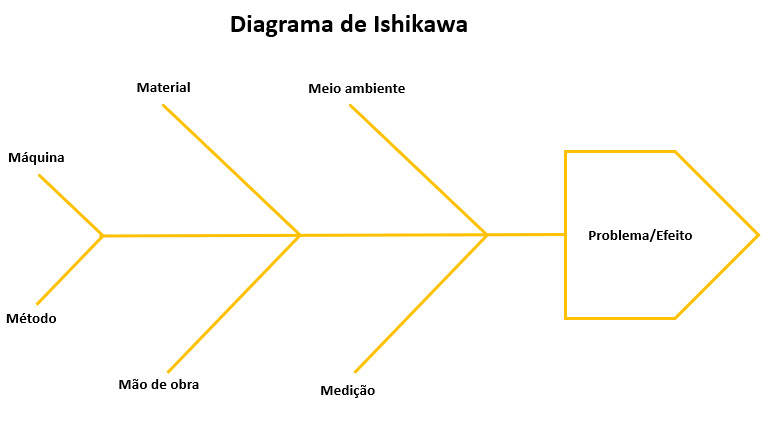 Diagrama de Ishikawa
Material
Meio ambiente
Máquina
Problema/Efeito
Método
Mão de obra
Medição